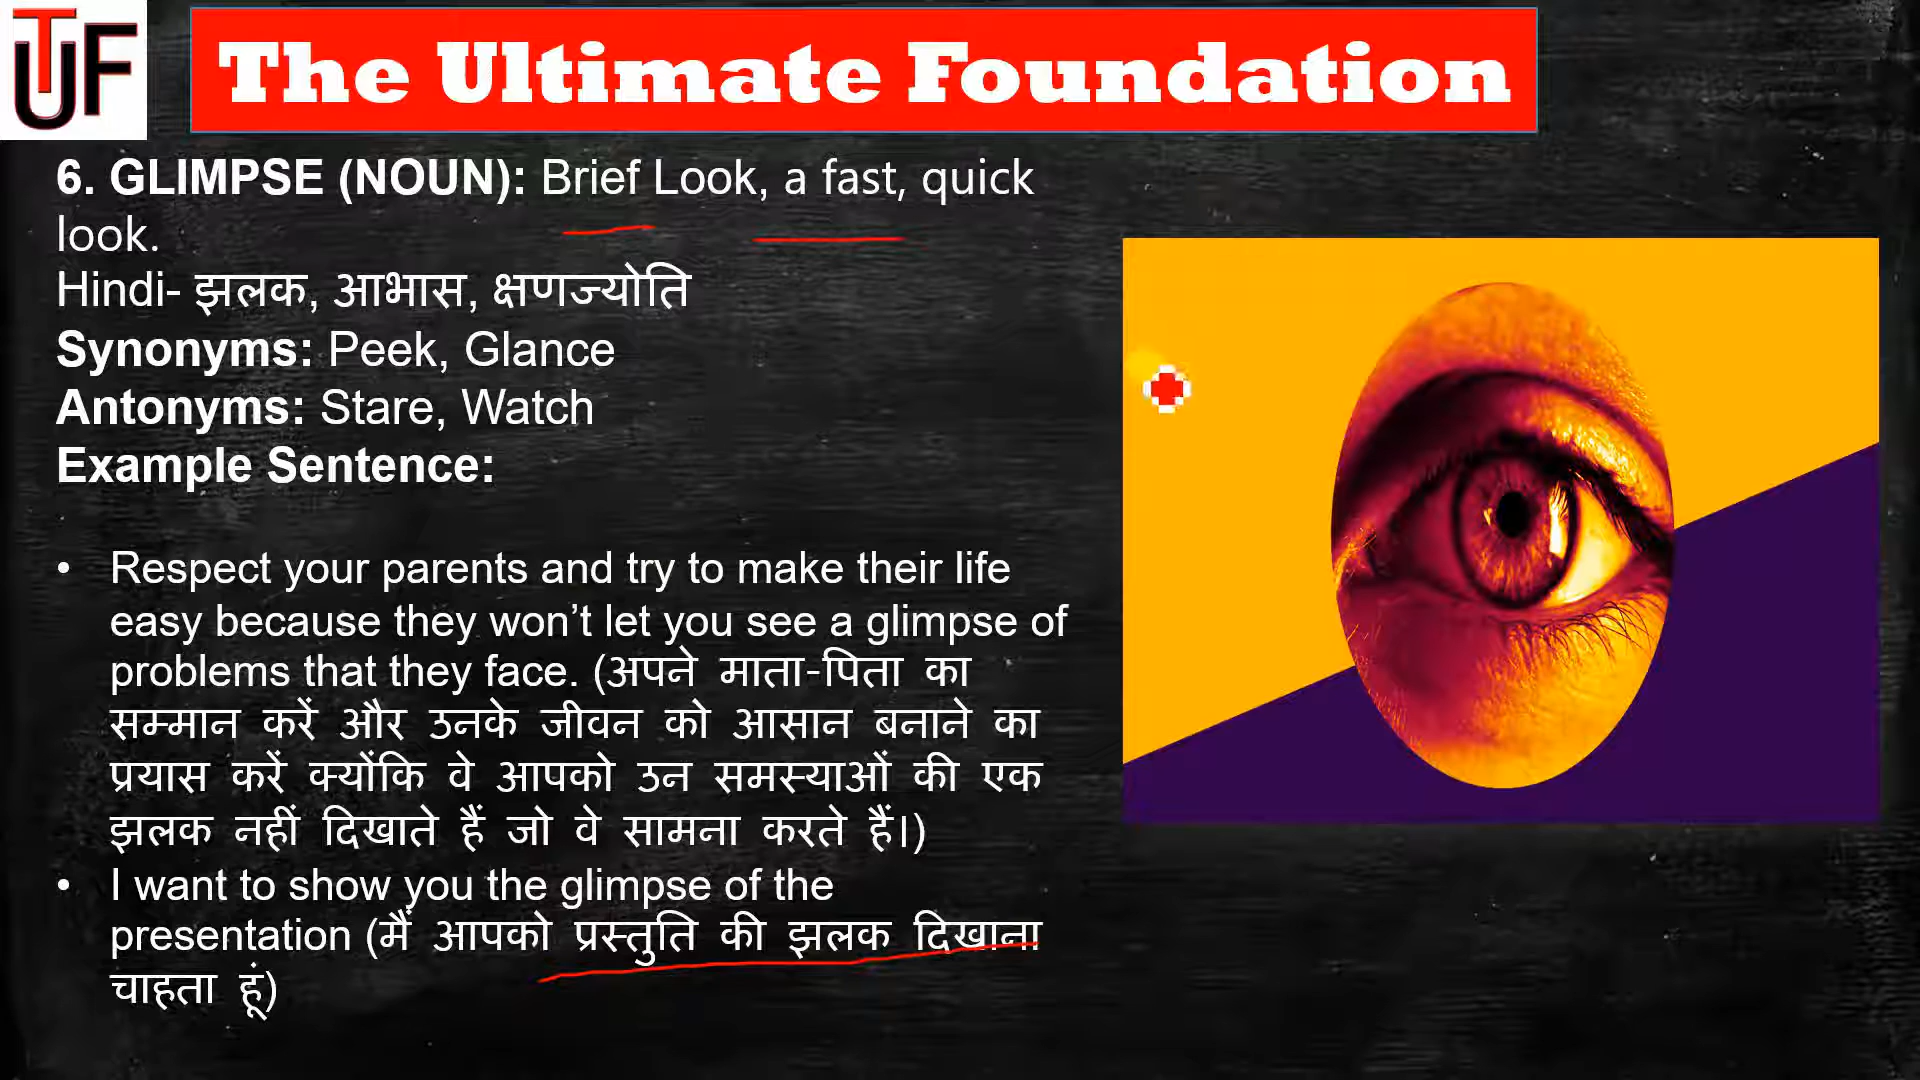 TUF
The Ultimate Foundation
6. GLIMPSE (NOUN): Brief Look, a fast, quick
look.
Hindi- झलक, आभास, क्षणज्योति
Synonyms: Peek, Glance
Antonyms: Stare, Watch
Example Sentence:
• Respect your parents and try to make their life
easy because they won’t let you see a glimpse of
problems that they face. (अपने माता-पिता का
सम्मान करें और उनके जीवन को आसान बनाने का
प्रयास करें क्योंकि वे आपको उन समस्याओं की एक
झलक नहीं दिखाते हैं जो वे सामना करते हैं।)
• I want to show you the glimpse of the
presentation (मैं आपको प्रस्तुति की झलक दिखाना
चाहता हूं)